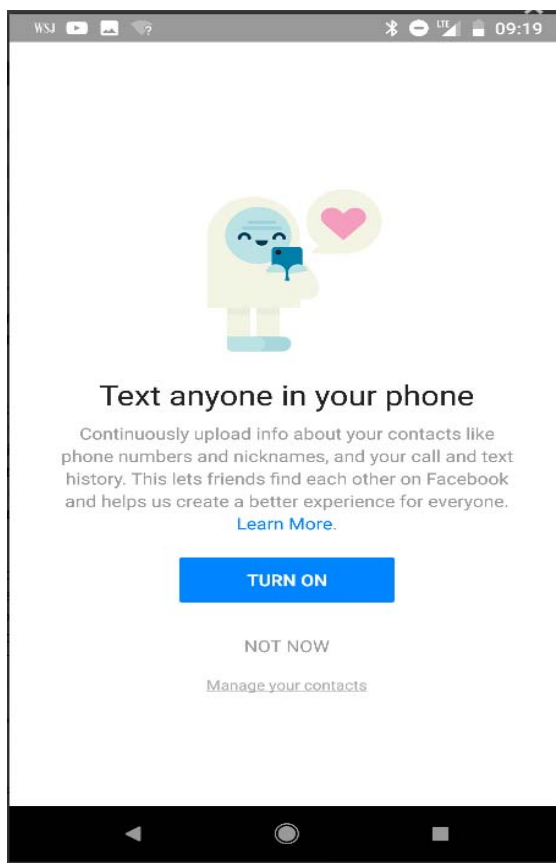 WSJ ? LTE 09:19
Text anyone in your phone
Continuously upload info about your contacts like
phone numbers and nicknames, and your call and text
history. This lets friends find each other on Facebook
and helps us create a better experience for everyone.
Learn More.
TURN ON
NOT NOW
Manage your contacts